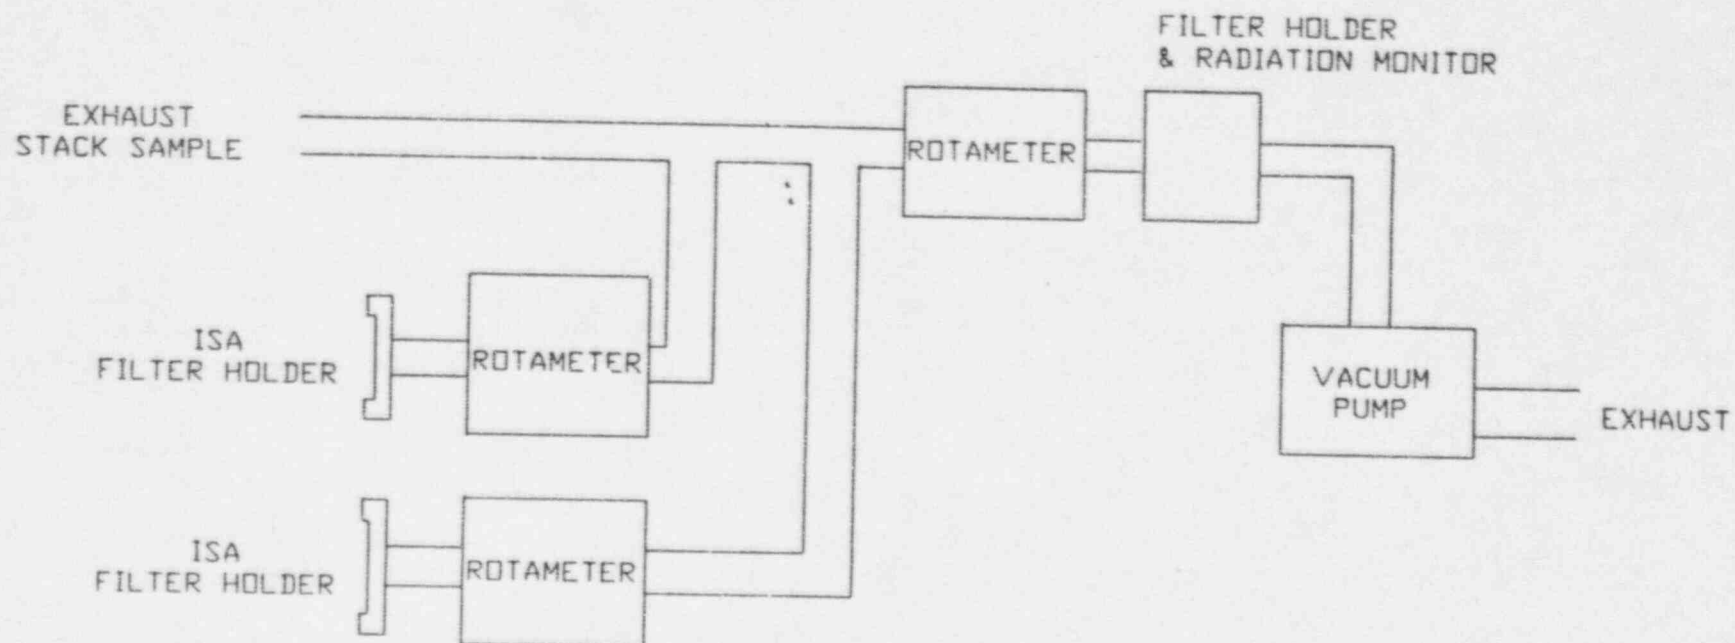 FILTER HOLDER
& RADIATION MONITOR
EXHAUST
STACK SAMPLE
ROTAMETER
ISA
FILTER HOLDER
ROTAMETER
VACUUM
PUMP
EXHAUST
ISA
FILTER HOLDER
ROTAMETER